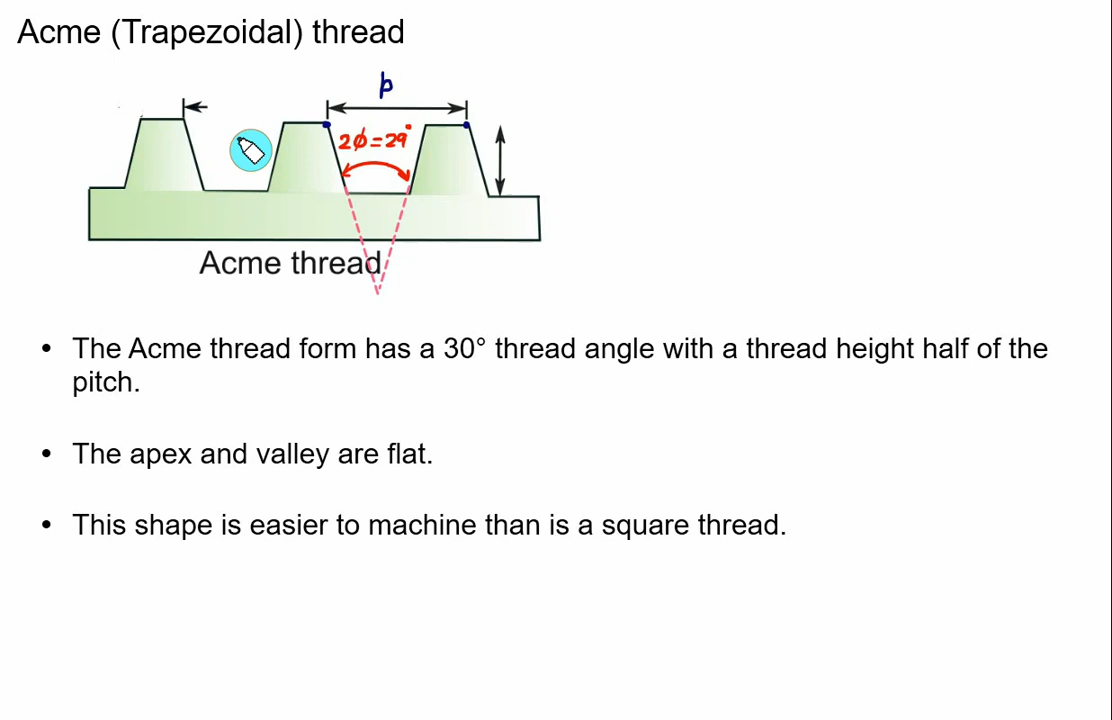 Acme (Trapezoidal) thread
p
2φ=29°
Acme thread
• The Acme thread form has a 30° thread angle with a thread height half of the
pitch.
• The apex and valley are flat.
• This shape is easier to machine than is a square thread.